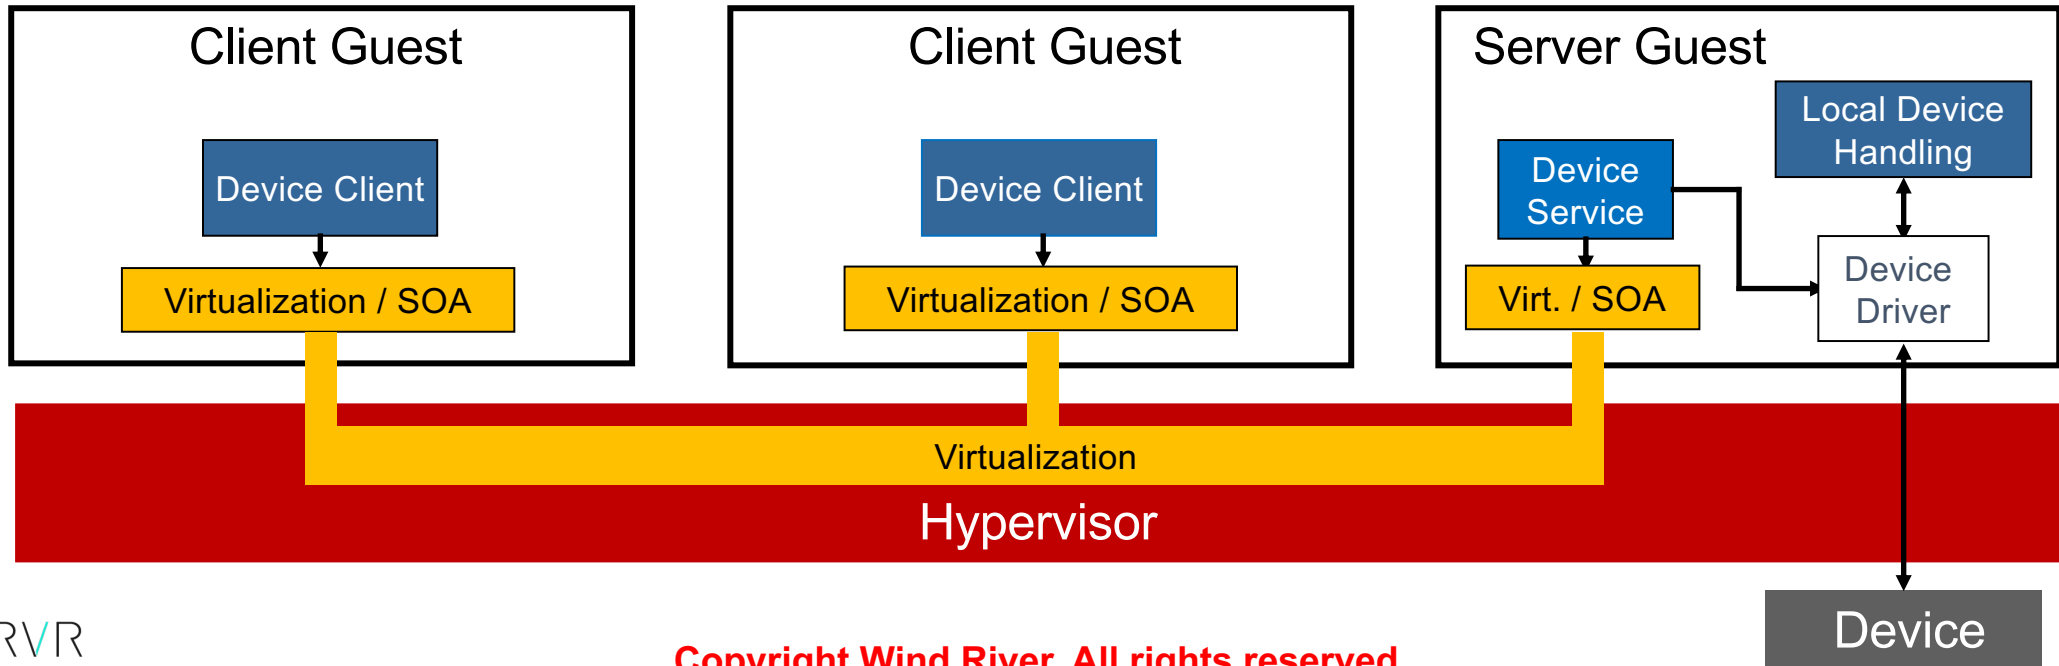 Client Guest
Client Guest
Server Guest
Local Device
Handling
Device Client
Device Client
Device
Service
Device
Driver
Virtualization / SOA
Virtualization / SOA
Virt. / SOA
Virtualization
Hypervisor
Device
Copyright Wind River. All rights reserved